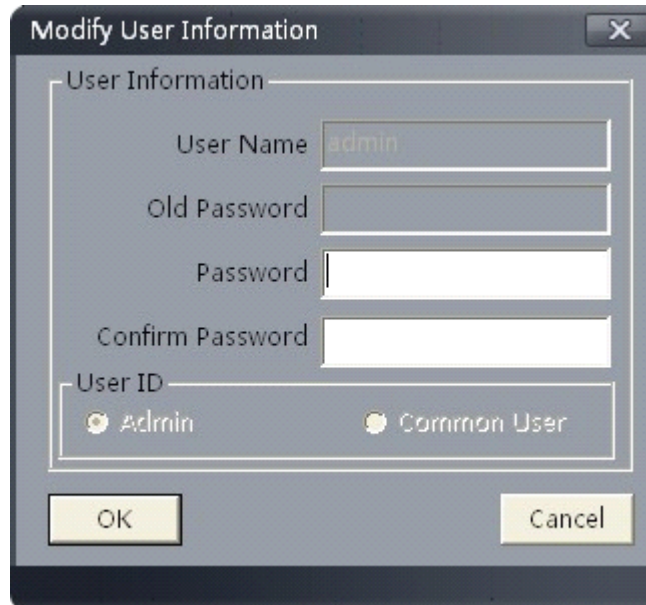 Modify User Information
User Information
User Name admin
Old Password
Password
Confirm Password
User ID
Admin Common User
OK Cancel